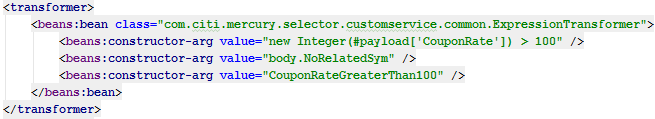 <transformer>
<beans:bean class="com.citi.mercury.selector.customservice.common.ExpressionTransformer">
<beans:constructor-arg value="new Integer(#payload['CouponRate']) > 100" />
<beans:constructor-arg value="body.NoRelatedSym" />
<beans:constructor-arg value="CouponRateGreaterThan100" />
</beans:bean>
</transformer>